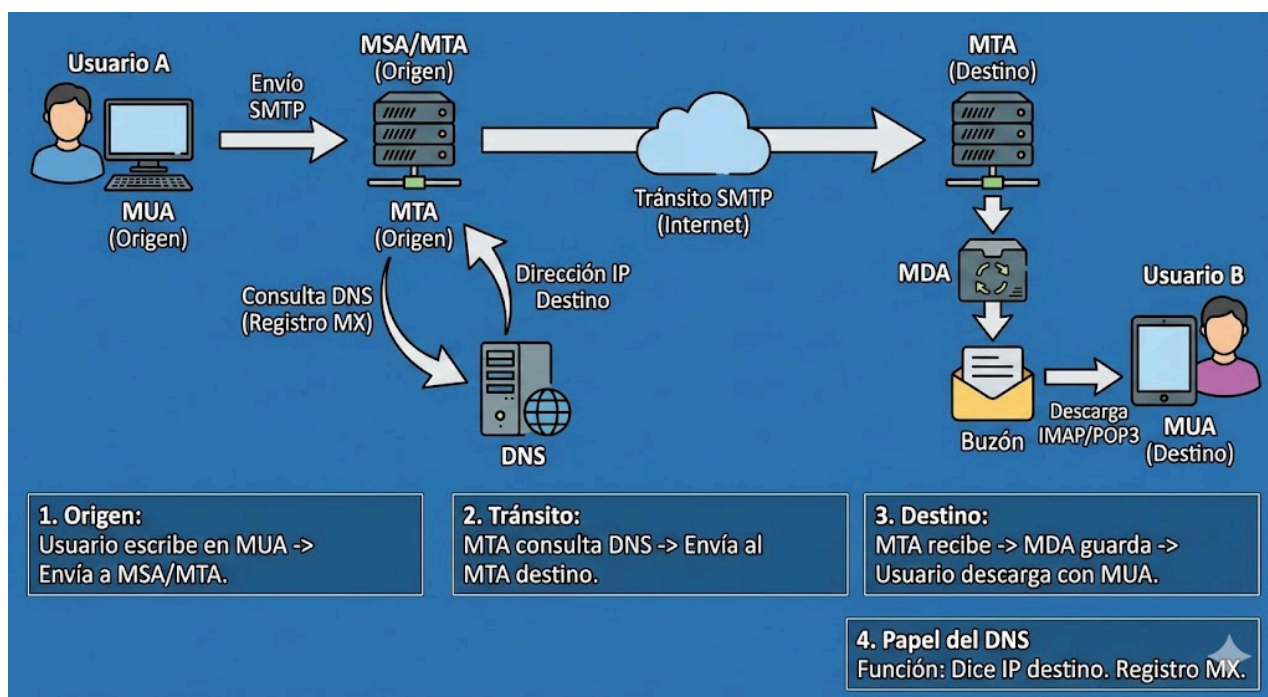 Usuario A
Envío
SMTP
MSA/MTA
(Origen)
MTA
(Destino)
MUA
(Origen)
MTA
(Origen)
Tránsito SMTP
(Internet)
Consulta DNS
(Registro MX)
Dirección IP
Destino
DNS
MDA
Usuario B
Buzón
Descarga
IMAP/POP3
MUA
(Destino)
1. Origen:
Usuario escribe en MUA ->
Envía a MSA/MTA.
2. Tránsito:
MTA consulta DNS -> Envía al
MTA destino.
3. Destino:
MTA recibe -> MDA guarda ->
Usuario descarga con MUA.
4. Papel del DNS
Función: Dice IP destino. Registro MX.